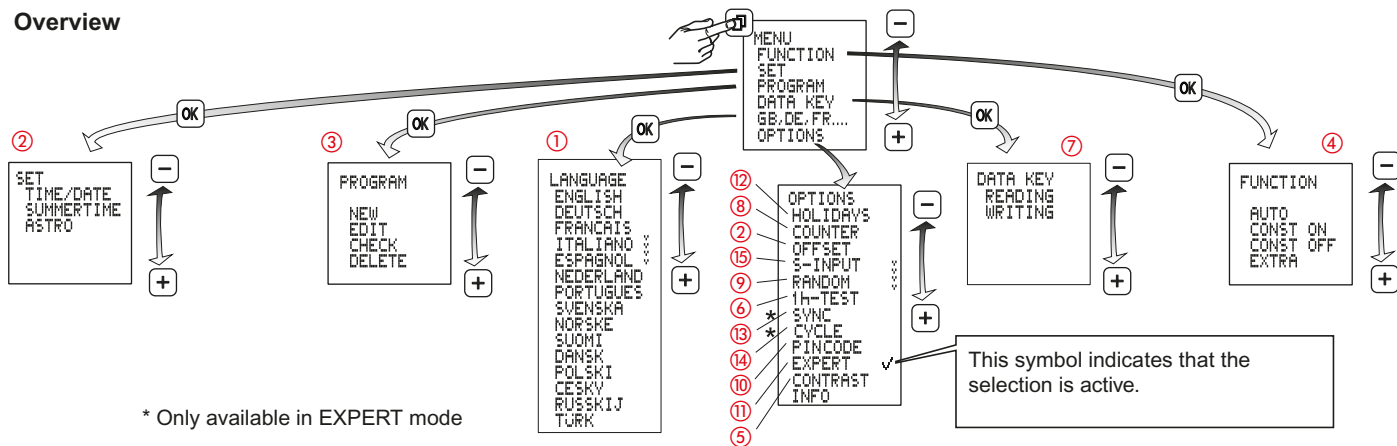 Overview
MENU
FUNCTION
SET
PROGRAM
DATA KEY
GB,DE,FR....
OPTIONS
−
+
OK
OK
OK
OK
②
SET
TIME/DATE
SUMMERTIME
ASTRO
−
+
③
PROGRAM
NEW
EDIT
CHECK
DELETE
−
+
①
LANGUAGE
ENGLISH
DEUTSCH
FRANCAIS
ITALIANO
ESPAGNOL
NEDERLAND
PORTUGUES
SVENSKA
NORSKE
SUOMI
DANSK
POLSKI
CESKY
RUSSKIJ
TüRK
−
+
OPTIONS
⑫ HOLIDAYS
⑧ COUNTER
② OFFSET
⑮ S-INPUT
⑨ RANDOM
⑥ 1h-TEST
⑬ * SYNC
⑭ * CYCLE
⑩ PINCODE
⑪ EXPERT ✓
⑤ CONTRAST
INFO
−
+
⑦
DATA KEY
READING
WRITING
−
+
④
FUNCTION
AUTO
CONST ON
CONST OFF
EXTRA
−
+
This symbol indicates that the
selection is active.
* Only available in EXPERT mode